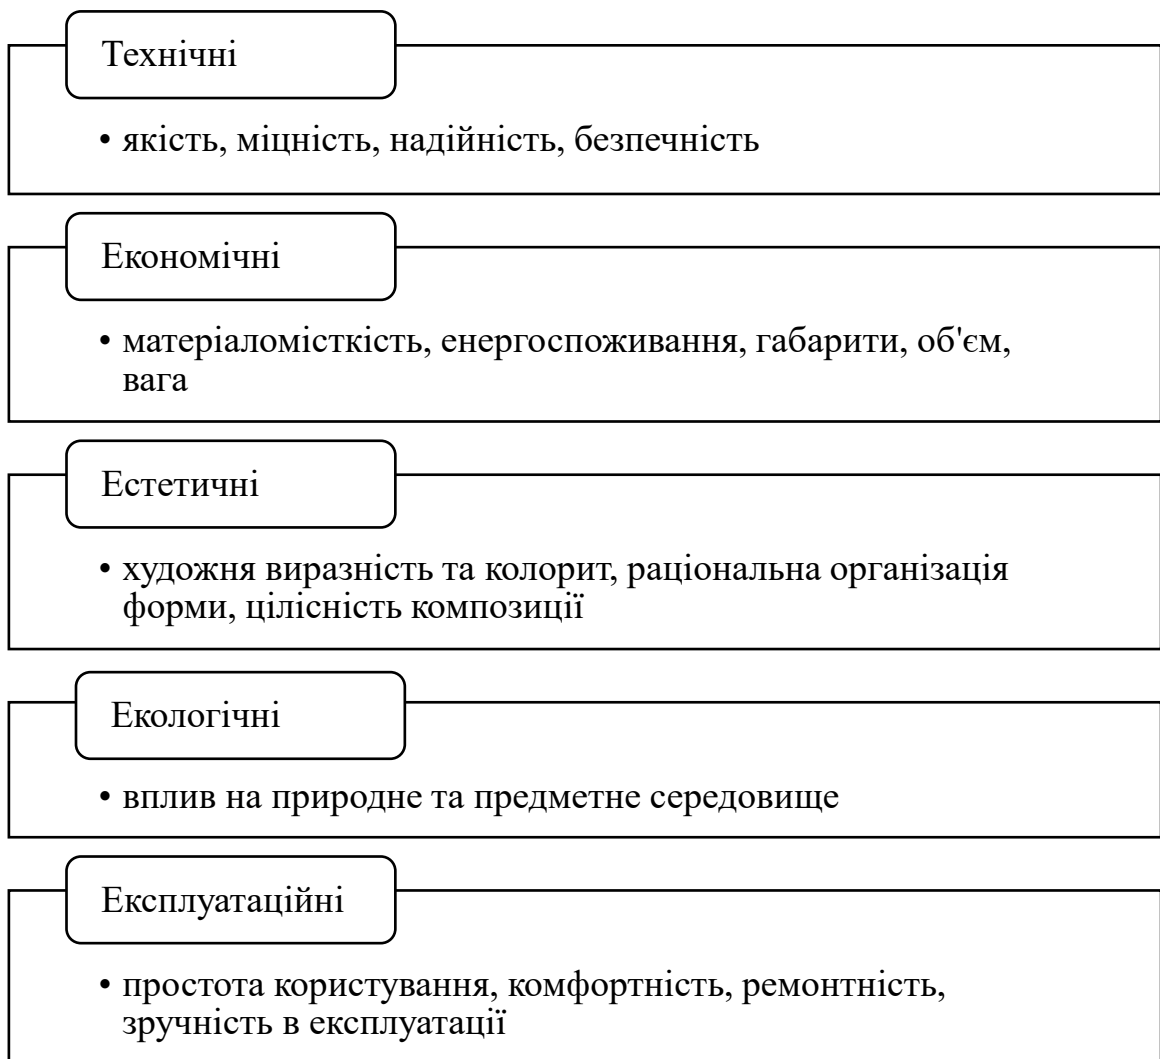 Технічні
• якість, міцність, надійність, безпечність
Економічні
• матеріаломісткість, енергоспоживання, габарити, об'єм,
вага
Естетичні
• художня виразність та колорит, раціональна організація
форми, цілісність композиції
Екологічні
• вплив на природне та предметне середовище
Експлуатаційні
• простота користування, комфортність, ремонтність,
зручність в експлуатації